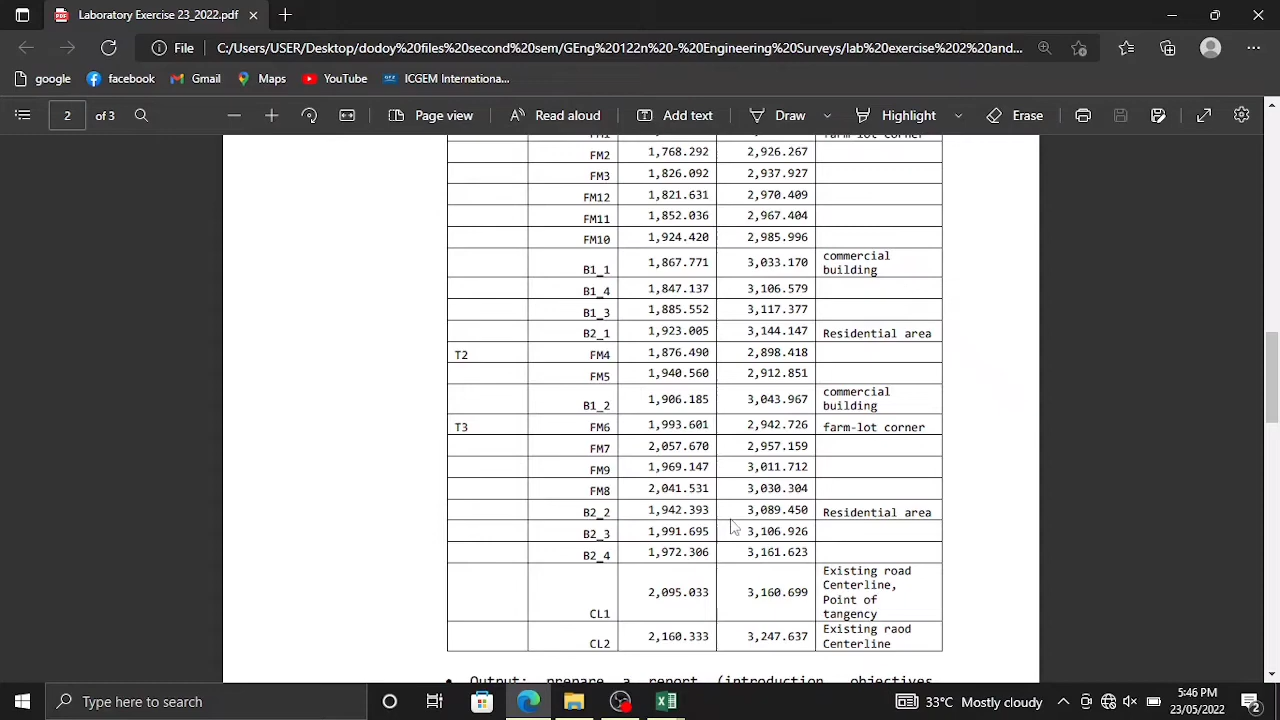 Laboratory Exercise 23_2022.pdf
File C:/Users/USER/Desktop/dodoy%20files%20second%20sem/GEng%20122n%20-%20Engineering%20Surveys/lab%20exercise%202%20and...
google facebook Gmail Maps YouTube ICGEM Internationa...
2 of 3 Page view Read aloud Add text Draw Highlight Erase
FM1 farm-lot corner
FM2 1,768.292 2,926.267
FM3 1,826.092 2,937.927
FM12 1,821.631 2,970.409
FM11 1,852.036 2,967.404
FM10 1,924.420 2,985.996
B1_1 1,867.771 3,033.170 commercial
building
B1_4 1,847.137 3,106.579
B1_3 1,885.552 3,117.377
B2_1 1,923.005 3,144.147 Residential area
T2 FM4 1,876.490 2,898.418
FM5 1,940.560 2,912.851
B1_2 1,906.185 3,043.967 commercial
building
T3 FM6 1,993.601 2,942.726 farm-lot corner
FM7 2,057.670 2,957.159
FM9 1,969.147 3,011.712
FM8 2,041.531 3,030.304
B2_2 1,942.393 3,089.450 Residential area
B2_3 1,991.695 3,106.926
B2_4 1,972.306 3,161.623
CL1 2,095.033 3,160.699 Existing road
Centerline,
Point of
tangency
CL2 2,160.333 3,247.637 Existing raod
Centerline
Output: prepare a report (introduction objectives
Type here to search
33°C Mostly cloudy
5:46 PM
23/05/2022
2